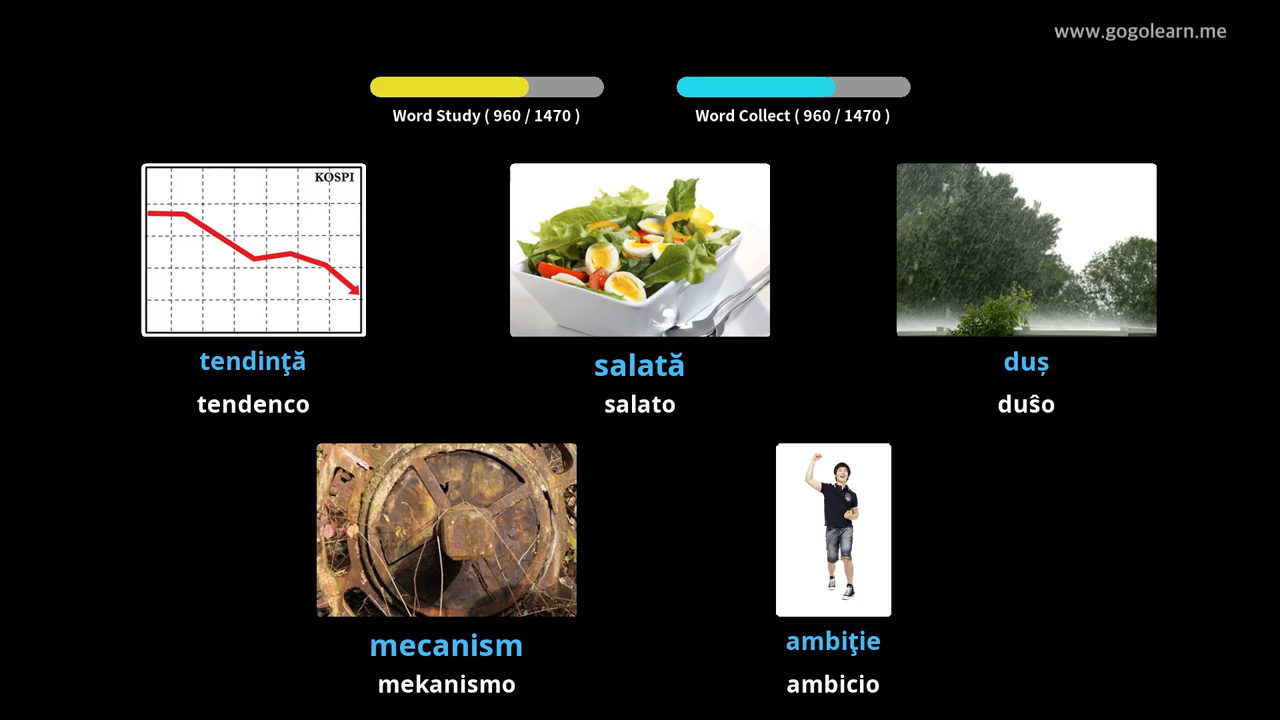 www.gogolearn.me
Word Study ( 960 / 1470 )
Word Collect ( 960 / 1470 )
KOSPI
tendinţă
tendenco
salată
salato
duș
duŝo
mecanism
mekanismo
ambiţie
ambicio